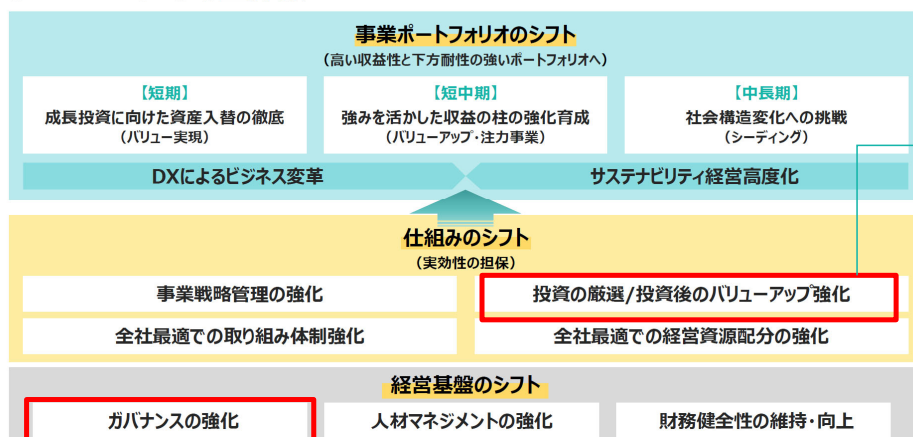 事業ポートフォリオのシフト
(高い収益性と下方耐性の強いポートフォリオへ)
【短期】
成長投資に向けた資産入替の徹底
(バリュー実現)
【短中期】
強みを活かした収益の柱の強化育成
(バリューアップ・注力事業)
【中長期】
社会構造変化への挑戦
(シーディング)
DXによるビジネス変革
サステナビリティ経営高度化
仕組みのシフト
(実効性の担保)
事業戦略管理の強化
投資の厳選/投資後のバリューアップ強化
全社最適での取り組み体制強化
全社最適での経営資源配分の強化
経営基盤のシフト
ガバナンスの強化
人材マネジメントの強化
財務健全性の維持・向上